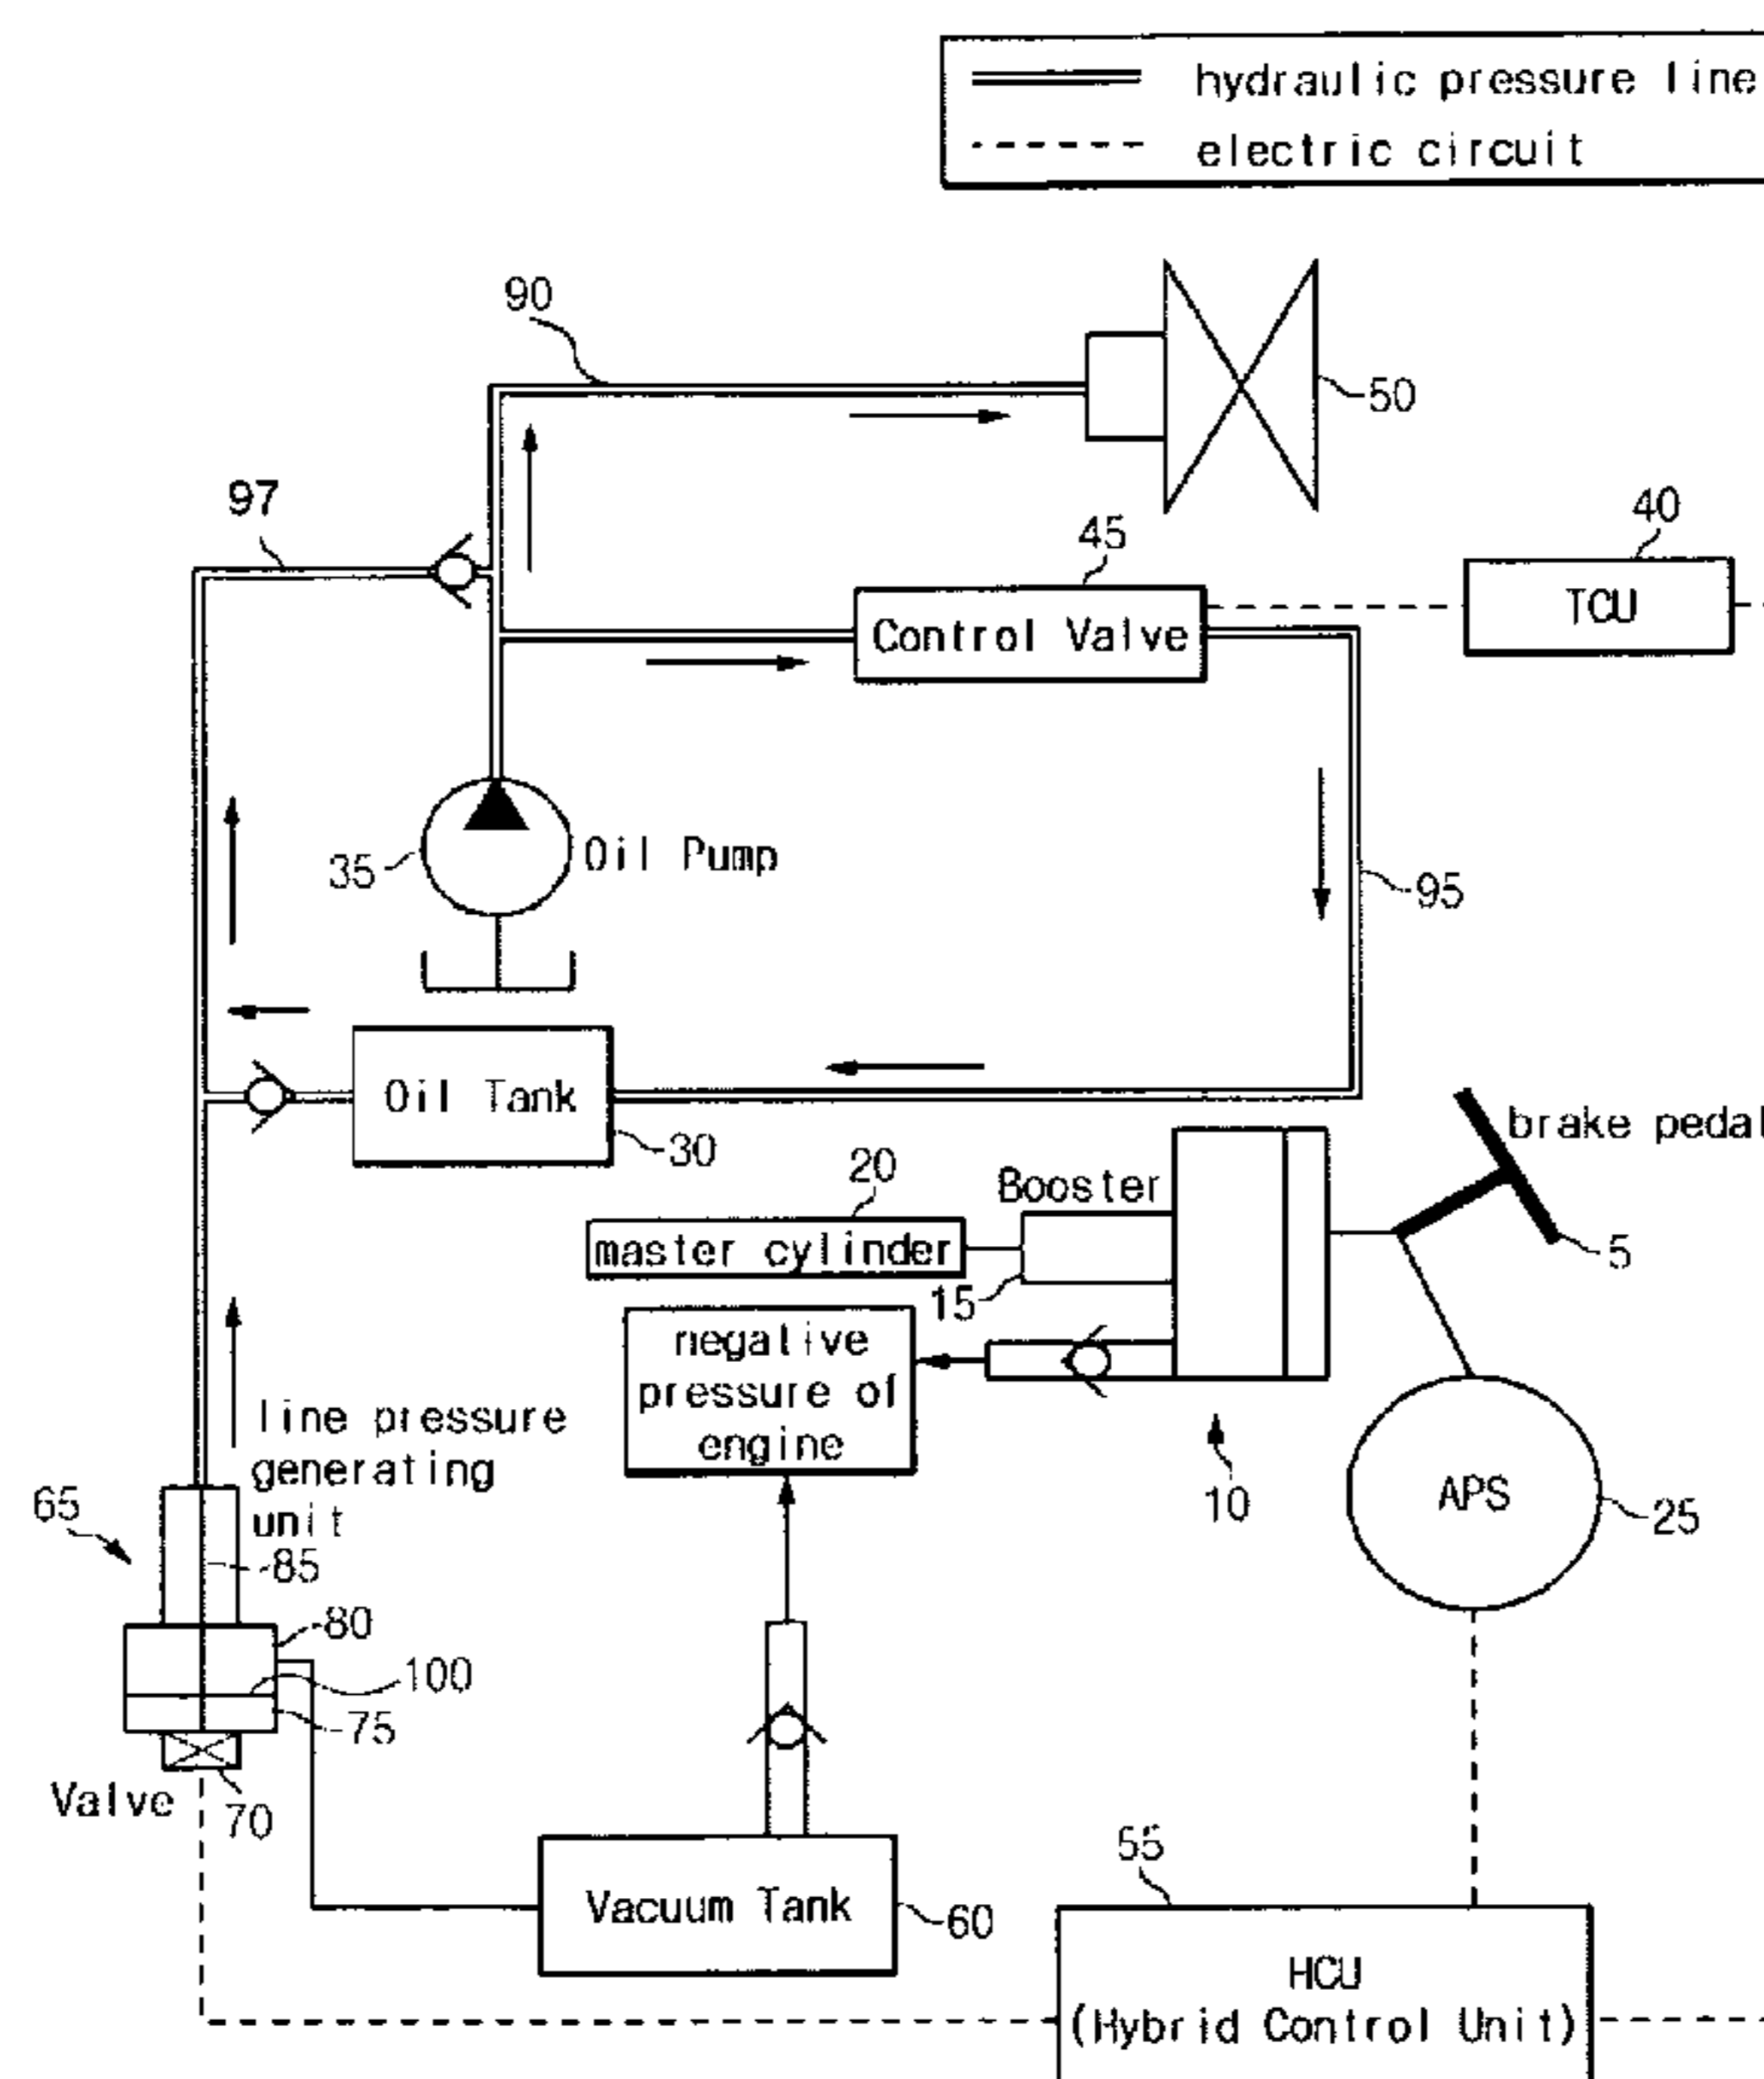 hydraulic pressure line
electric circuit
90
50
97
45
40
Control Valve
TCU
35
Oil Pump
95
Oil Tank
30
brake pedal
5
20
Booster
master cylinder
15
negative
pressure of
engine
10
APS
25
line pressure
generating
unit
65
85
80
100
75
Valve
70
55
Vacuum Tank
60
HCU
(Hybrid Control Unit)